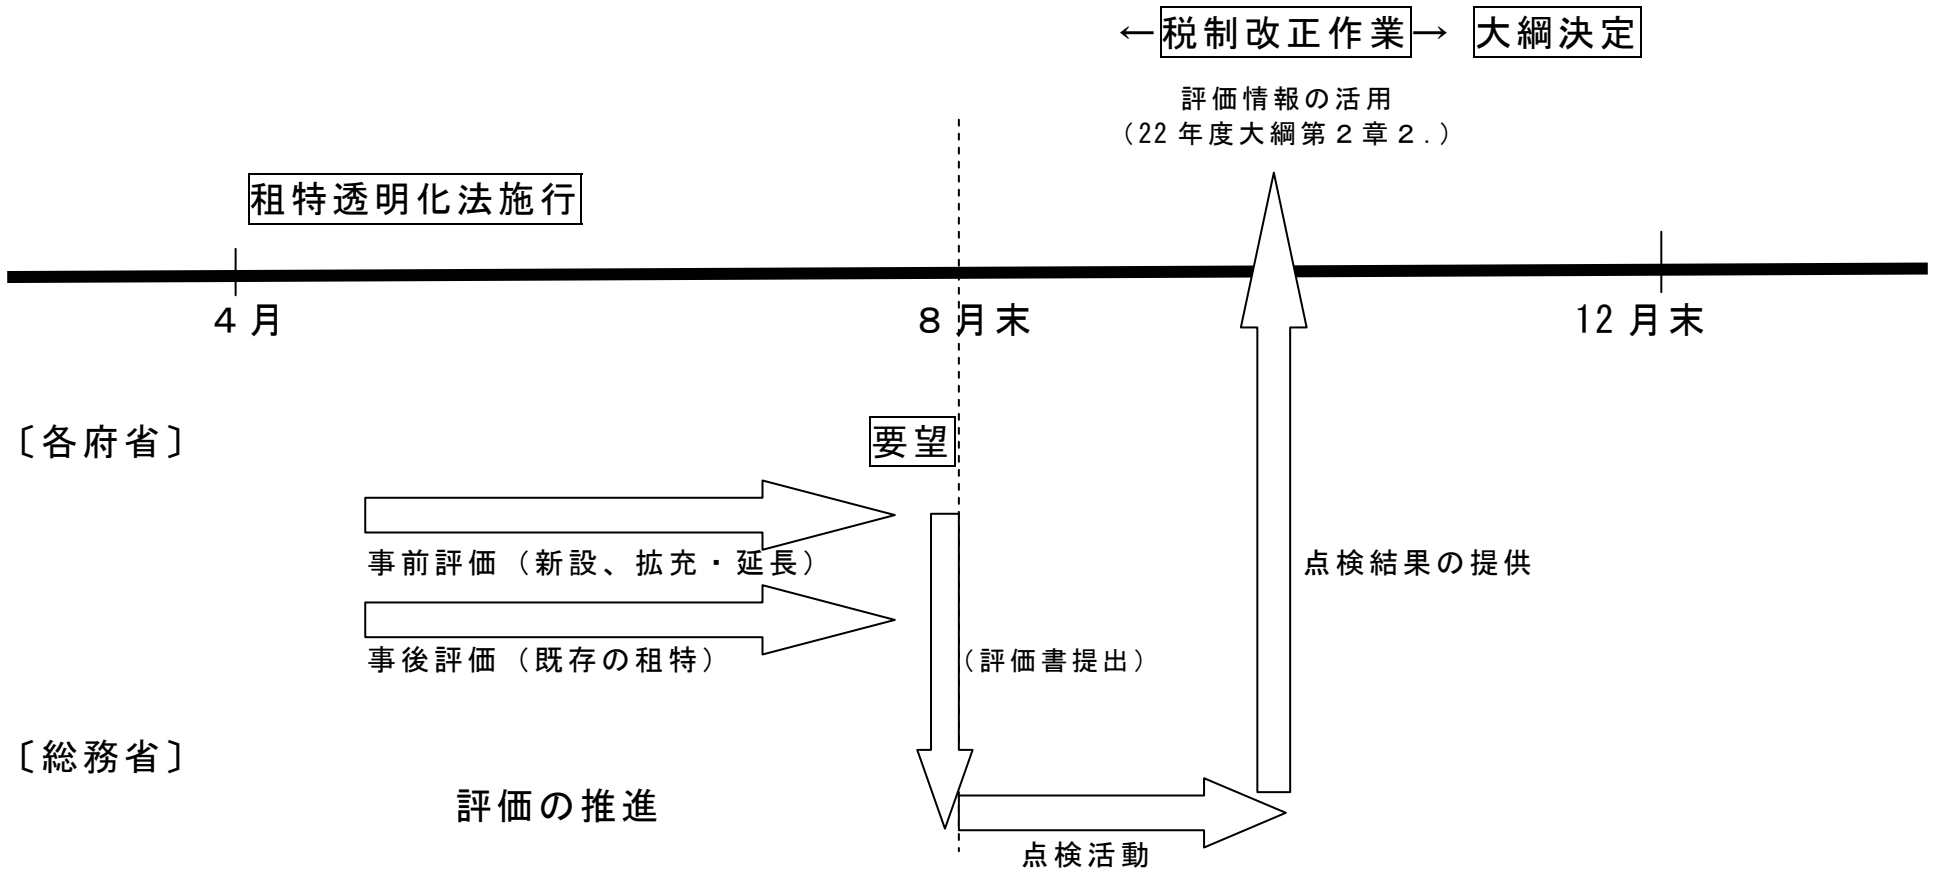 ←税制改正作業→ 大綱決定
評価情報の活用
（22年度大綱第２章２．）
租特透明化法施行
４月 ８月末 12月末
〔各府省〕
要望
事前評価（新設、拡充・延長）
点検結果の提供
事後評価（既存の租特）
（評価書提出）
〔総務省〕
評価の推進
点検活動